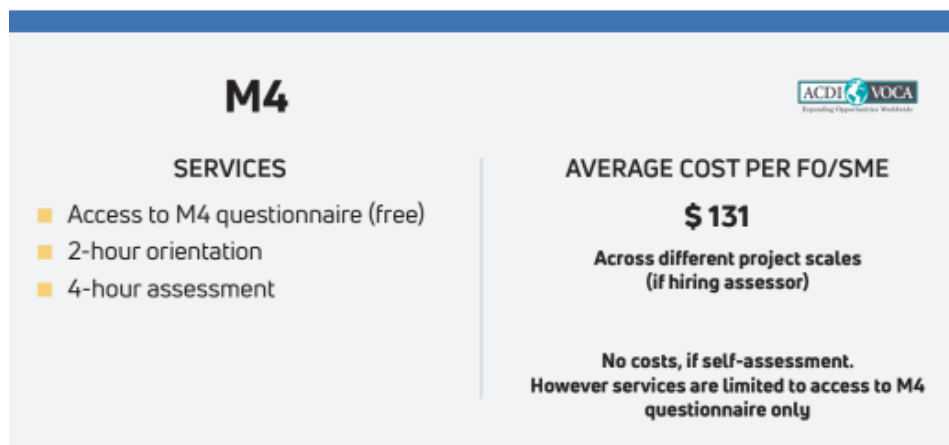 M4
ACDI VOCA
Expanding Opportunities Worldwide
SERVICES
Access to M4 questionnaire (free)
2-hour orientation
4-hour assessment
AVERAGE COST PER FO/SME
$ 131
Across different project scales
(if hiring assessor)
No costs, if self-assessment.
However services are limited to access to M4
questionnaire only